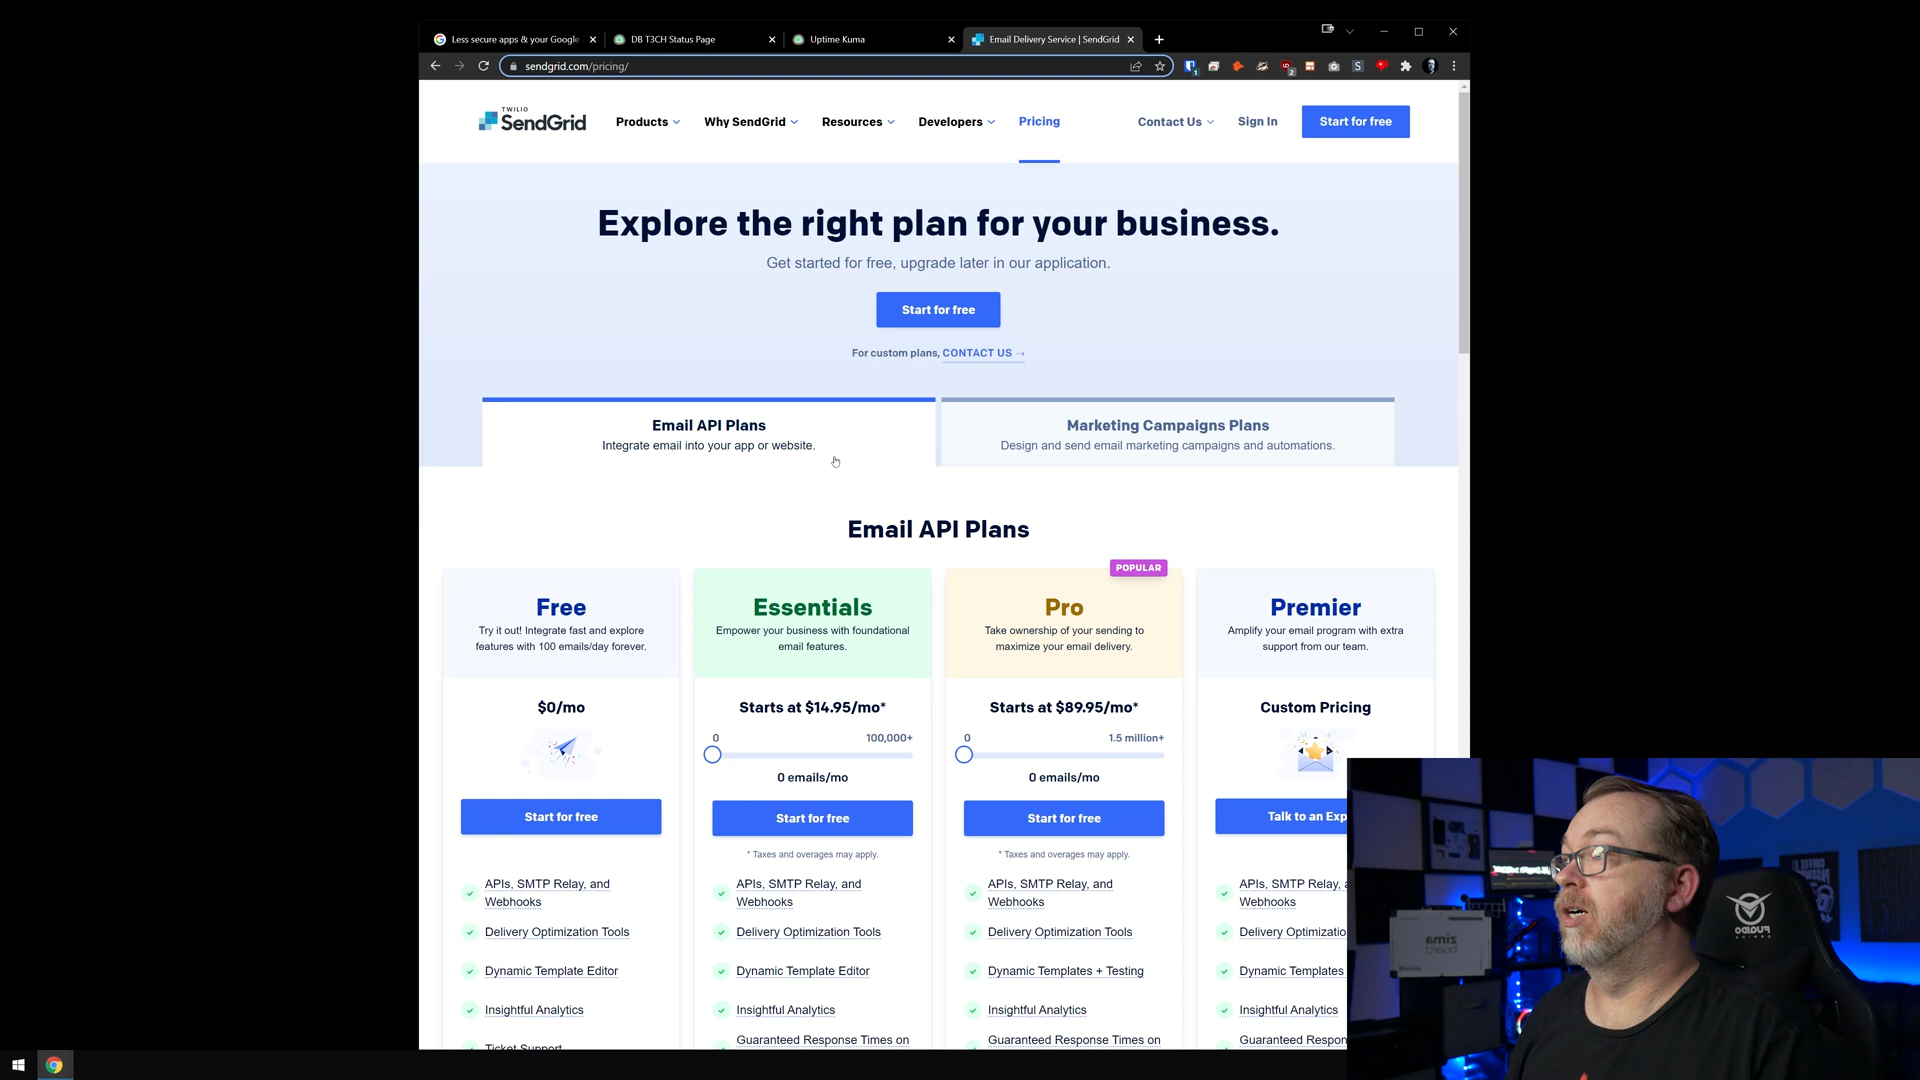 Less secure apps & your Google
DB T3CH Status Page
Uptime Kuma
Email Delivery Service | SendGrid
sendgrid.com/pricing/
TWILIO
SendGrid
Products
Why SendGrid
Resources
Developers
Pricing
Contact Us
Sign In
Start for free
Explore the right plan for your business.
Get started for free, upgrade later in our application.
Start for free
For custom plans, CONTACT US →
Email API Plans
Integrate email into your app or website.
Marketing Campaigns Plans
Design and send email marketing campaigns and automations.
Email API Plans
Free
Try it out! Integrate fast and explore
features with 100 emails/day forever.
$0/mo
Start for free
APIs, SMTP Relay, and
Webhooks
Delivery Optimization Tools
Dynamic Template Editor
Insightful Analytics
Ticket Support
Essentials
Empower your business with foundational
email features.
Starts at $14.95/mo*
0 100,000+
0 emails/mo
Start for free
* Taxes and overages may apply.
APIs, SMTP Relay, and
Webhooks
Delivery Optimization Tools
Dynamic Template Editor
Insightful Analytics
Guaranteed Response Times on
POPULAR
Pro
Take ownership of your sending to
maximize your email delivery.
Starts at $89.95/mo*
0 1.5 million+
0 emails/mo
Start for free
* Taxes and overages may apply.
APIs, SMTP Relay, and
Webhooks
Delivery Optimization Tools
Dynamic Templates + Testing
Insightful Analytics
Guaranteed Response Times on
Premier
Amplify your email program with extra
support from our team.
Custom Pricing
Talk to an Exp
APIs, SMTP Relay, a
Webhooks
Delivery Optimizatio
Dynamic Templates
Insightful Analytics
Guaranteed Respon
zima
board